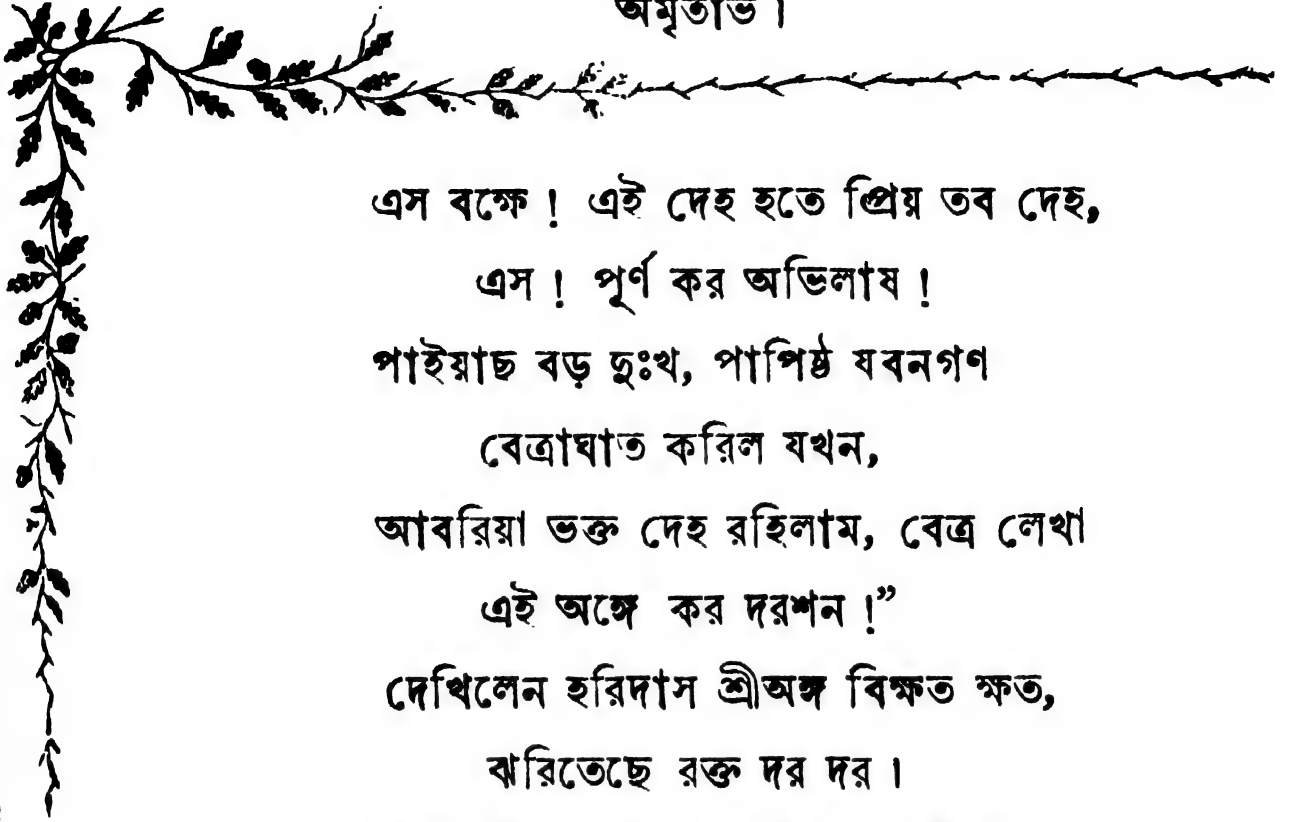 অমৃতাভ।
এস বক্ষে! এই দেহ হতে প্রিয় তব দেহ,
এস! পূর্ণ কর অভিলাষ!
পাইয়াছ বড় দুঃখ, পাপিষ্ঠ যবনগণ
বেত্রাঘাত করিল যখন,
আবরিয়া ভক্ত দেহ রহিলাম, বেত্র লেখা
এই অঙ্গে কর দরশন!”
দেখিলেন হরিদাস শ্রীঅঙ্গ বিক্ষত ক্ষত,
ঝরিতেছে রক্ত দর দর।